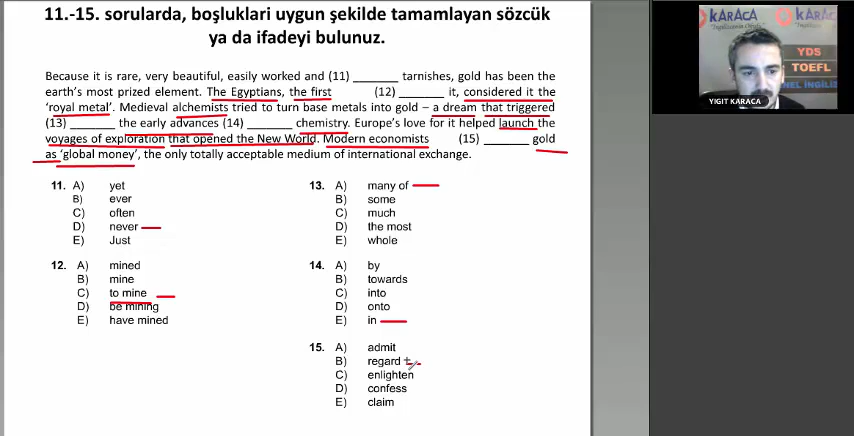 11.-15. sorularda, boşluklari uygun şekilde tamamlayan sözcük
ya da ifadeyi bulunuz.
Because it is rare, very beautiful, easily worked and (11) _______ tarnishes, gold has been the
earth's most prized element. The Egyptians, the first (12) _______ it, considered it the
'royal metal'. Medieval alchemists tried to turn base metals into gold – a dream that triggered
(13) _______ the early advances (14) _______ chemistry. Europe's love for it helped launch the
voyages of exploration that opened the New World. Modern economists (15) _______ gold
as 'global money', the only totally acceptable medium of international exchange.
11. A) yet
B) ever
C) often
D) never
E) Just
12. A) mined
B) mine
C) to mine
D) be mining
E) have mined
13. A) many of
B) some
C) much
D) the most
E) whole
14. A) by
B) towards
C) into
D) onto
E) in
15. A) admit
B) regard
C) enlighten
D) confess
E) claim
KARACA
KARAC
YDS
TOEFL
NEL İNGİLİS
YIGIT KARACA